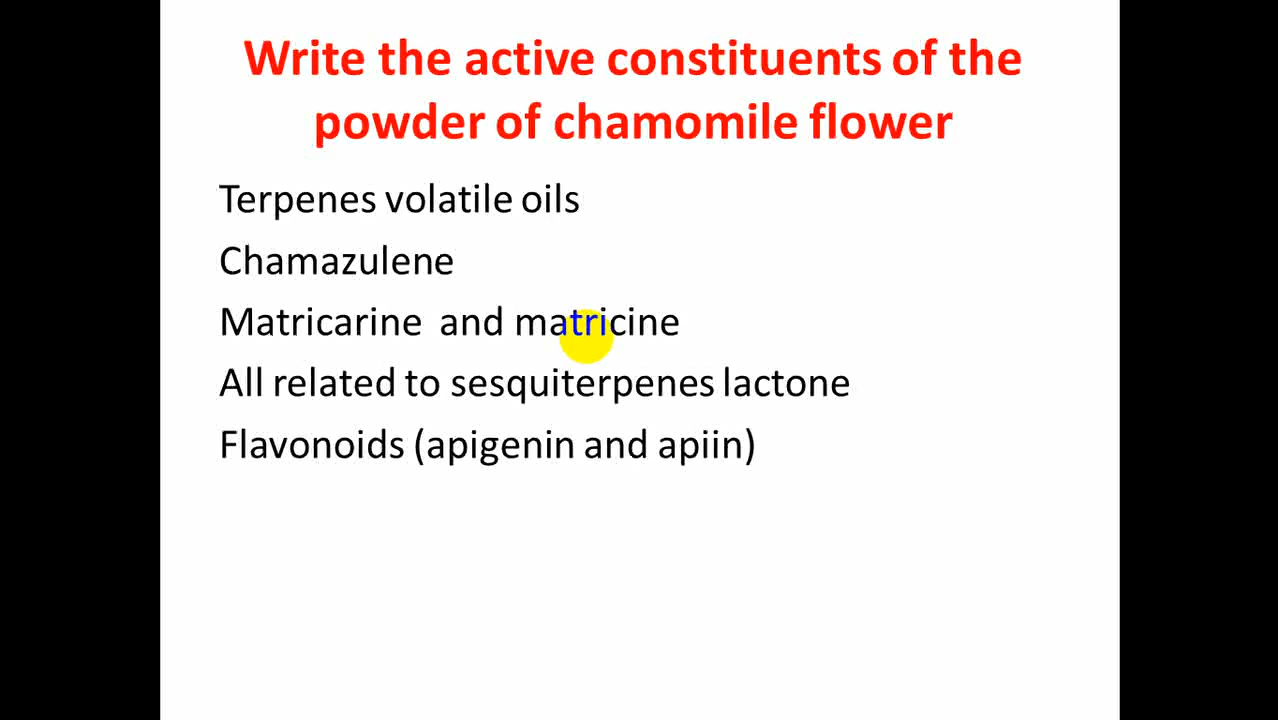 Write the active constituents of the
powder of chamomile flower
Terpenes volatile oils
Chamazulene
Matricarine and matricine
All related to sesquiterpenes lactone
Flavonoids (apigenin and apiin)